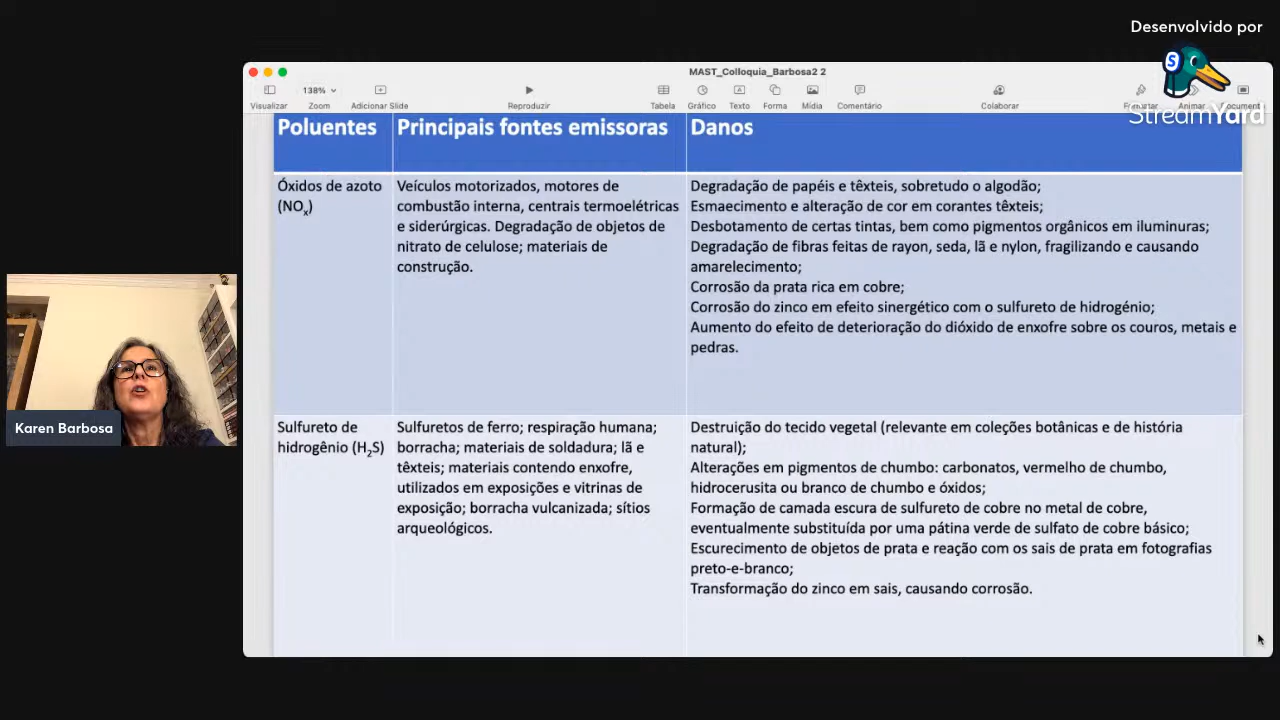 Desenvolvido por
StreamYard
MAST_Colloquia_Barbosa2 2
138%
Visualizar
Zoom
Adicionar Slide
Reproduzir
Tabela
Gráfico
Texto
Forma
Mídia
Comentário
Colaborar
Formatar
Animar
Document
Poluentes
Principais fontes emissoras
Danos
Óxidos de azoto
(NOx)
Veículos motorizados, motores de
combustão interna, centrais termoelétricas
e siderúrgicas. Degradação de objetos de
nitrato de celulose; materiais de
construção.
Degradação de papéis e têxteis, sobretudo o algodão;
Esmaecimento e alteração de cor em corantes têxteis;
Desbotamento de certas tintas, bem como pigmentos orgânicos em iluminuras;
Degradação de fibras feitas de rayon, seda, lã e nylon, fragilizando e causando
amarelecimento;
Corrosão da prata rica em cobre;
Corrosão do zinco em efeito sinergético com o sulfureto de hidrogénio;
Aumento do efeito de deterioração do dióxido de enxofre sobre os couros, metais e
pedras.
Sulfureto de
hidrogênio (H2S)
Sulfuretos de ferro; respiração humana;
borracha; materiais de soldadura; lã e
têxteis; materiais contendo enxofre,
utilizados em exposições e vitrinas de
exposição; borracha vulcanizada; sítios
arqueológicos.
Destruição do tecido vegetal (relevante em coleções botânicas e de história
natural);
Alterações em pigmentos de chumbo: carbonatos, vermelho de chumbo,
hidrocerusita ou branco de chumbo e óxidos;
Formação de camada escura de sulfureto de cobre no metal de cobre,
eventualmente substituída por uma pátina verde de sulfato de cobre básico;
Escurecimento de objetos de prata e reação com os sais de prata em fotografias
preto-e-branco;
Transformação do zinco em sais, causando corrosão.
Karen Barbosa